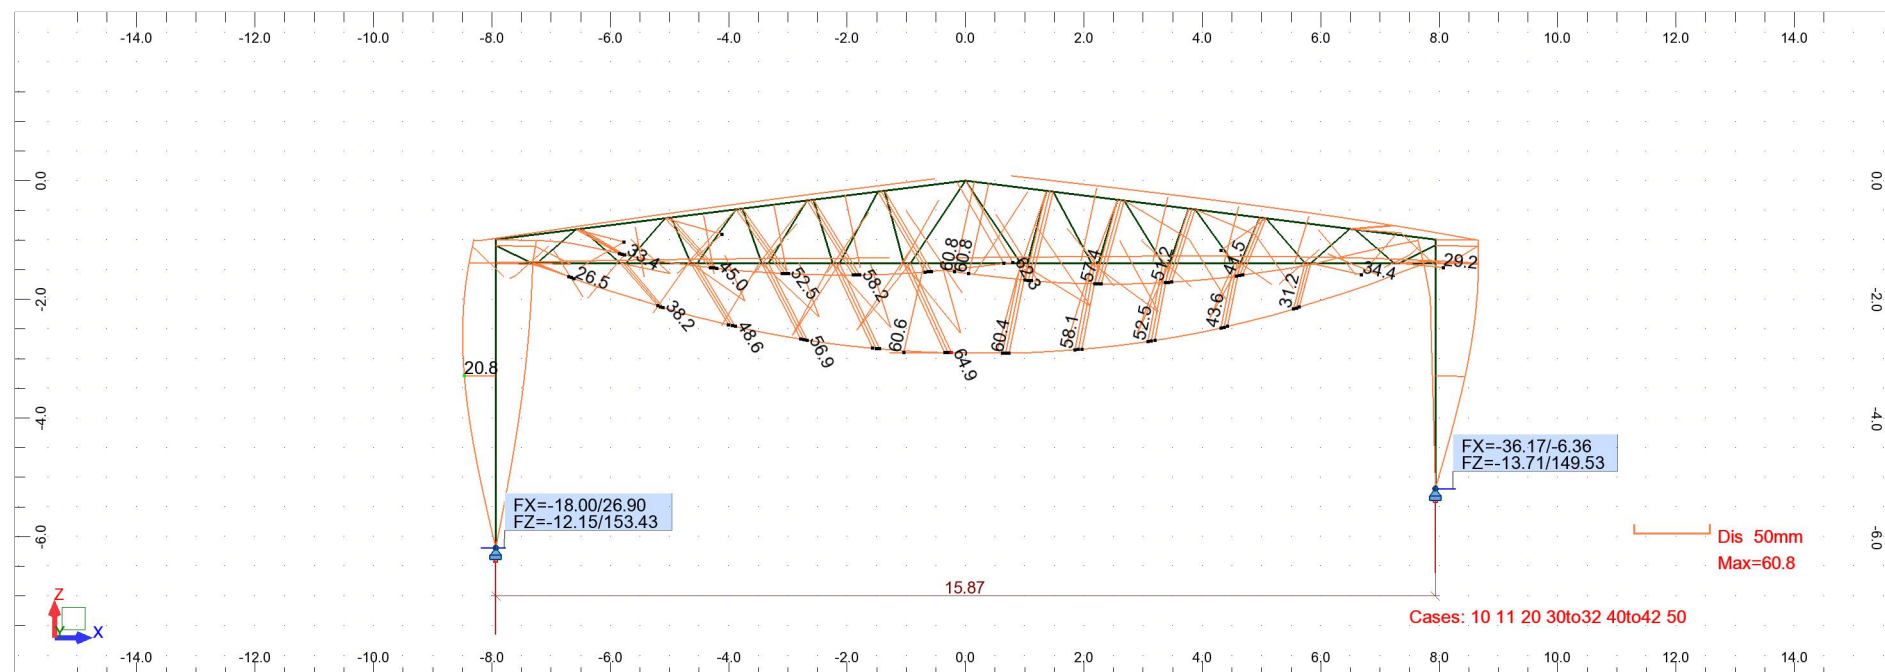 -14.0 -12.0 -10.0 -8.0 -6.0 -4.0 -2.0 0.0 2.0 4.0 6.0 8.0 10.0 12.0 14.0
0.0 0.0
60.8 60.8
33.4 45.0 52.5 58.2 62.3 57.4 51.2 41.5 34.4 29.2
26.5
-2.0 -2.0
38.2 48.6 56.9 60.6 64.9 60.4 58.1 52.5 43.6 31.2
20.8
-4.0 -4.0
FX=-36.17/-6.36
FZ=-13.71/149.53
FX=-18.00/26.90
FZ=-12.15/153.43
-6.0 -6.0
Dis 50mm
Max=60.8
15.87
Cases: 10 11 20 30to32 40to42 50
Z
Y X
-14.0 -12.0 -10.0 -8.0 -6.0 -4.0 -2.0 0.0 2.0 4.0 6.0 8.0 10.0 12.0 14.0